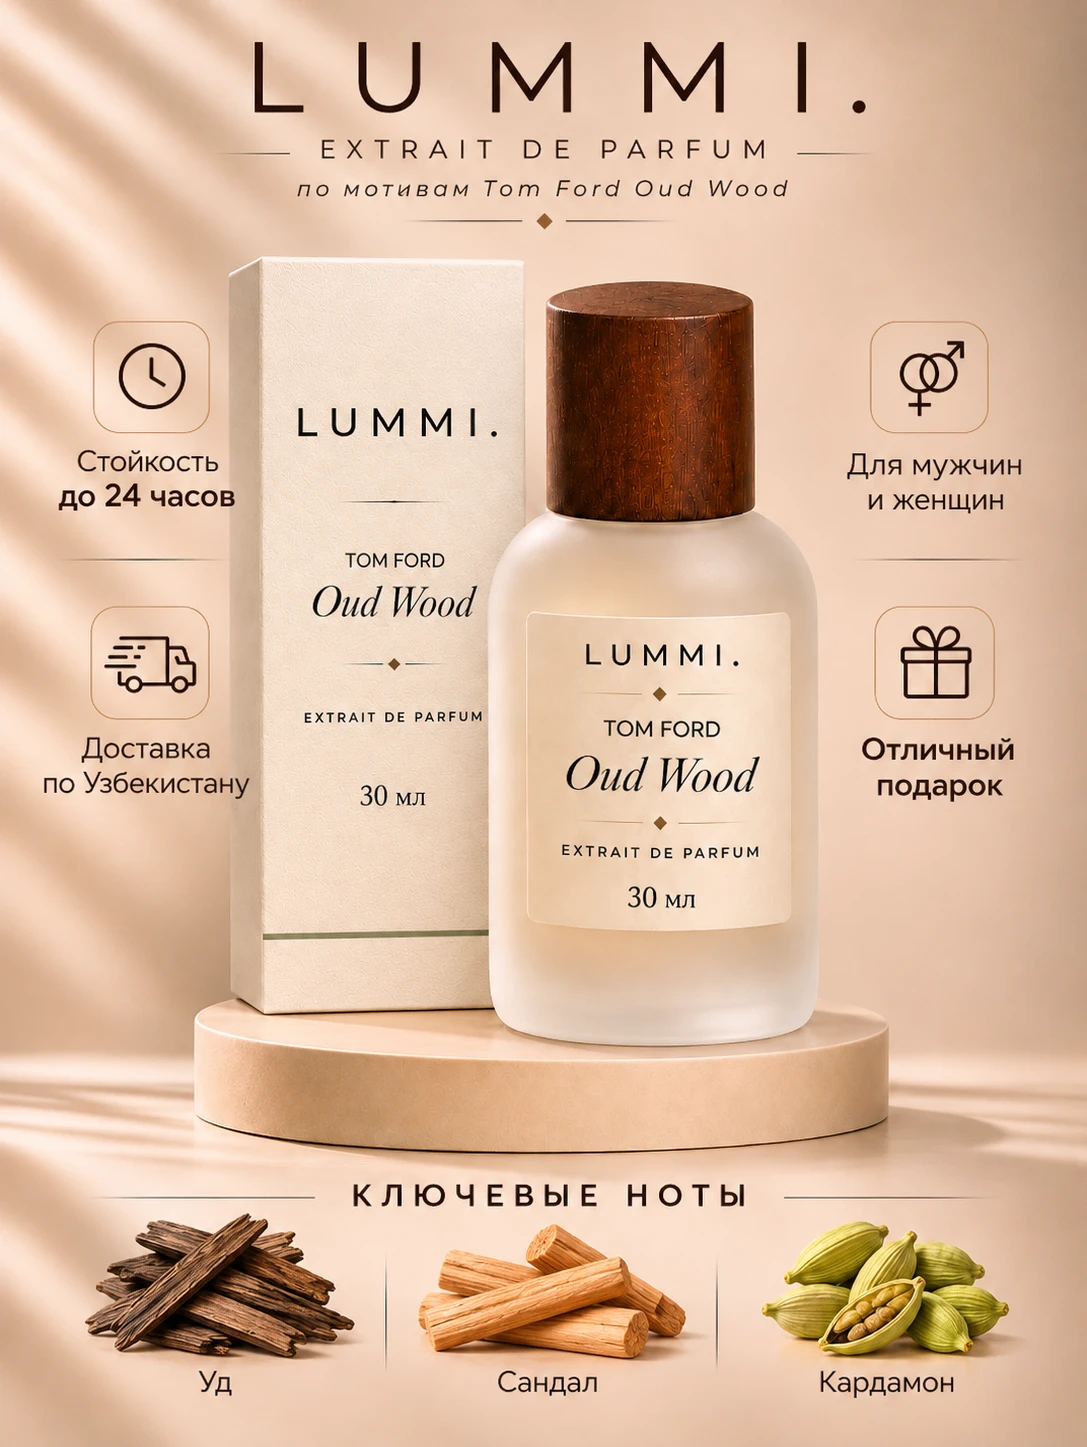 LUMMI.
EXTRAIT DE PARFUM
по мотивам Tom Ford Oud Wood
Стойкость
до 24 часов
Доставка
по Узбекистану
LUMMI.
TOM FORD
Oud Wood
EXTRAIT DE PARFUM
30 мл
LUMMI.
TOM FORD
Oud Wood
EXTRAIT DE PARFUM
30 мл
Для мужчин
и женщин
Отличный
подарок
КЛЮЧЕВЫЕ НОТЫ
Уд
Сандал
Кардамон